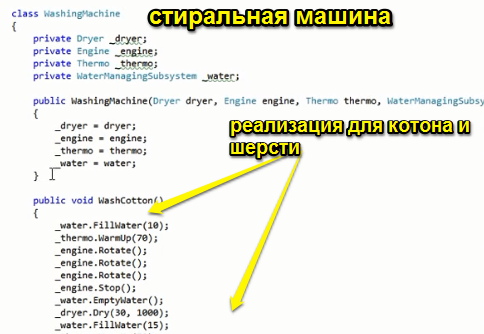 стиральная машина
class WashingMachine
{
private Dryer _dryer;
private Engine _engine;
private Thermo _thermo;
private WaterManagingSubsystem _water;
public WashingMachine(Dryer dryer, Engine engine, Thermo thermo, WaterManagingSubsy
{
_dryer = dryer;
_engine = engine;
_thermo = thermo;
_water = water;
}
реализация для котона и
шерсти
public void WashCotton()
{
_water.FillWater(10);
_thermo.WarmUp(70);
_engine.Rotate();
_engine.Rotate();
_engine.Rotate();
_engine.Stop();
_water.EmptyWater();
_dryer.Dry(30, 1000);
_water.FillWater(15);